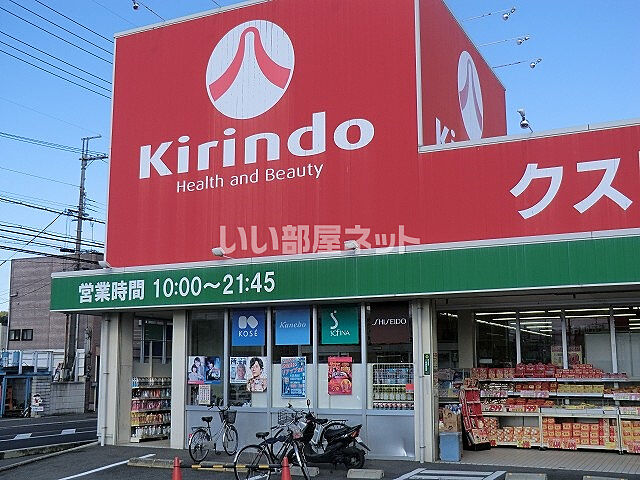 Kirindo
Health and Beauty
K
クス
いい部屋ネット
営業時間 10:00～21:45
KOSÉ
Kanebo
SOFINA
SHISEIDO